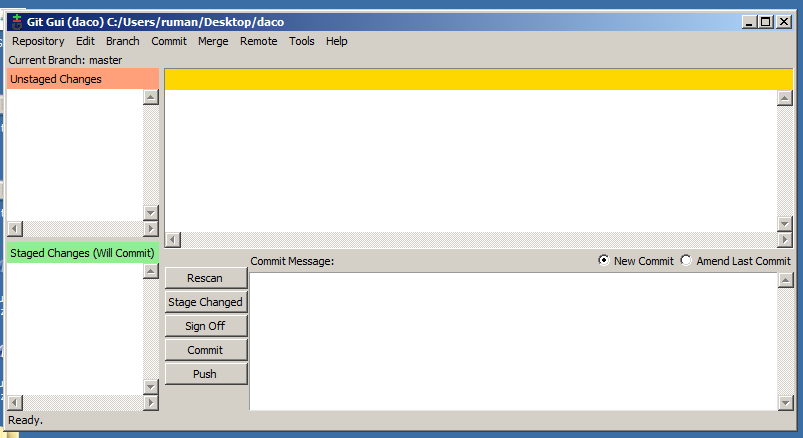 Git Gui (daco) C:/Users/ruman/Desktop/daco
Repository Edit Branch Commit Merge Remote Tools Help
Current Branch: master
Unstaged Changes
Staged Changes (Will Commit)
Rescan
Stage Changed
Sign Off
Commit
Push
Commit Message:
New Commit
Amend Last Commit
Ready.